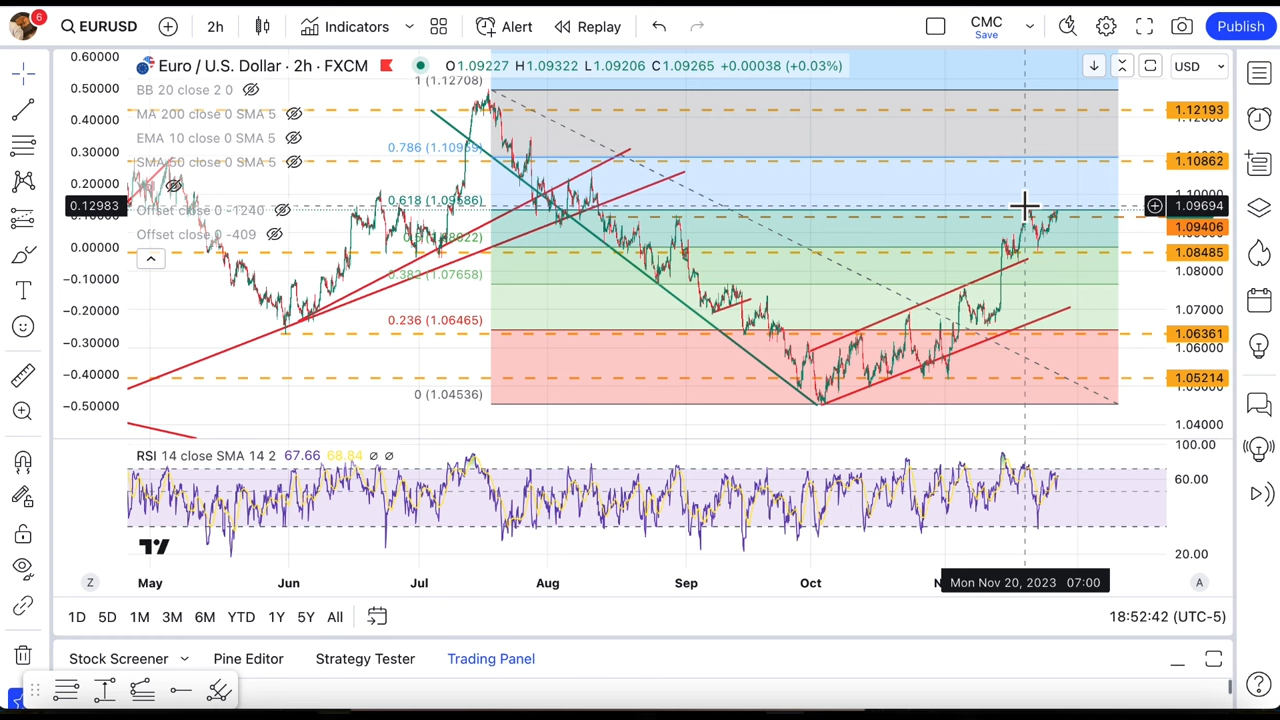 6
EURUSD
2h
Indicators
Alert
Replay
CMC
Save
Publish
Euro / U.S. Dollar · 2h · FXCM
O1.09227 H1.09322 L1.09206 C1.09265 +0.00038 (+0.03%)
USD
BB 20 close 2 0
MA 200 close 0 SMA 5
EMA 10 close 0 SMA 5
SMA 50 close 0 SMA 5
Offset close 0 -1240
Offset close 0 -409
0.60000
0.50000
0.40000
0.30000
0.20000
0.12983
0.00000
-0.10000
-0.20000
-0.30000
-0.40000
-0.50000
1 (1.12708)
0.618 (1.09586)
0.382 (1.07658)
0.236 (1.06465)
0 (1.04536)
1.12193
1.10862
1.10000
1.09694
1.09406
1.08485
1.08000
1.07000
1.06361
1.06000
1.05214
1.04000
RSI 14 close SMA 14 2 67.66 68.84 ∅ ∅
100.00
60.00
20.00
Z
May
Jun
Jul
Aug
Sep
Oct
Mon Nov 20, 2023 07:00
A
1D
5D
1M
3M
6M
YTD
1Y
5Y
All
18:52:42 (UTC-5)
Stock Screener
Pine Editor
Strategy Tester
Trading Panel